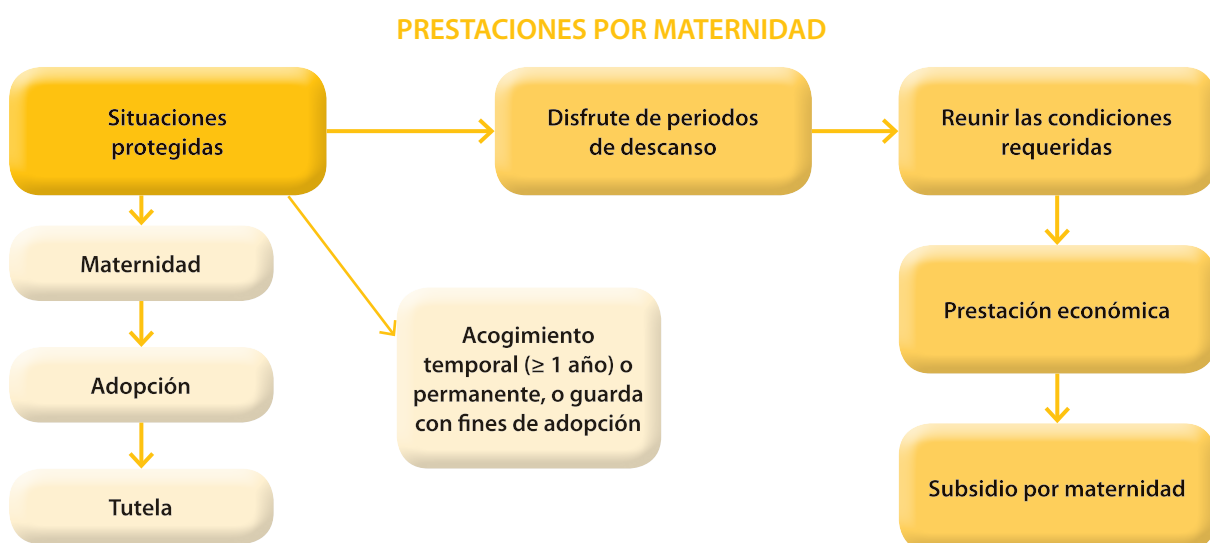 PRESTACIONES POR MATERNIDAD
Situaciones
protegidas
Disfrute de periodos
de descanso
Reunir las condiciones
requeridas
Maternidad
Adopción
Tutela
Acogimiento
temporal (≥ 1 año) o
permanente, o guarda
con fines de adopción
Prestación económica
Subsidio por maternidad